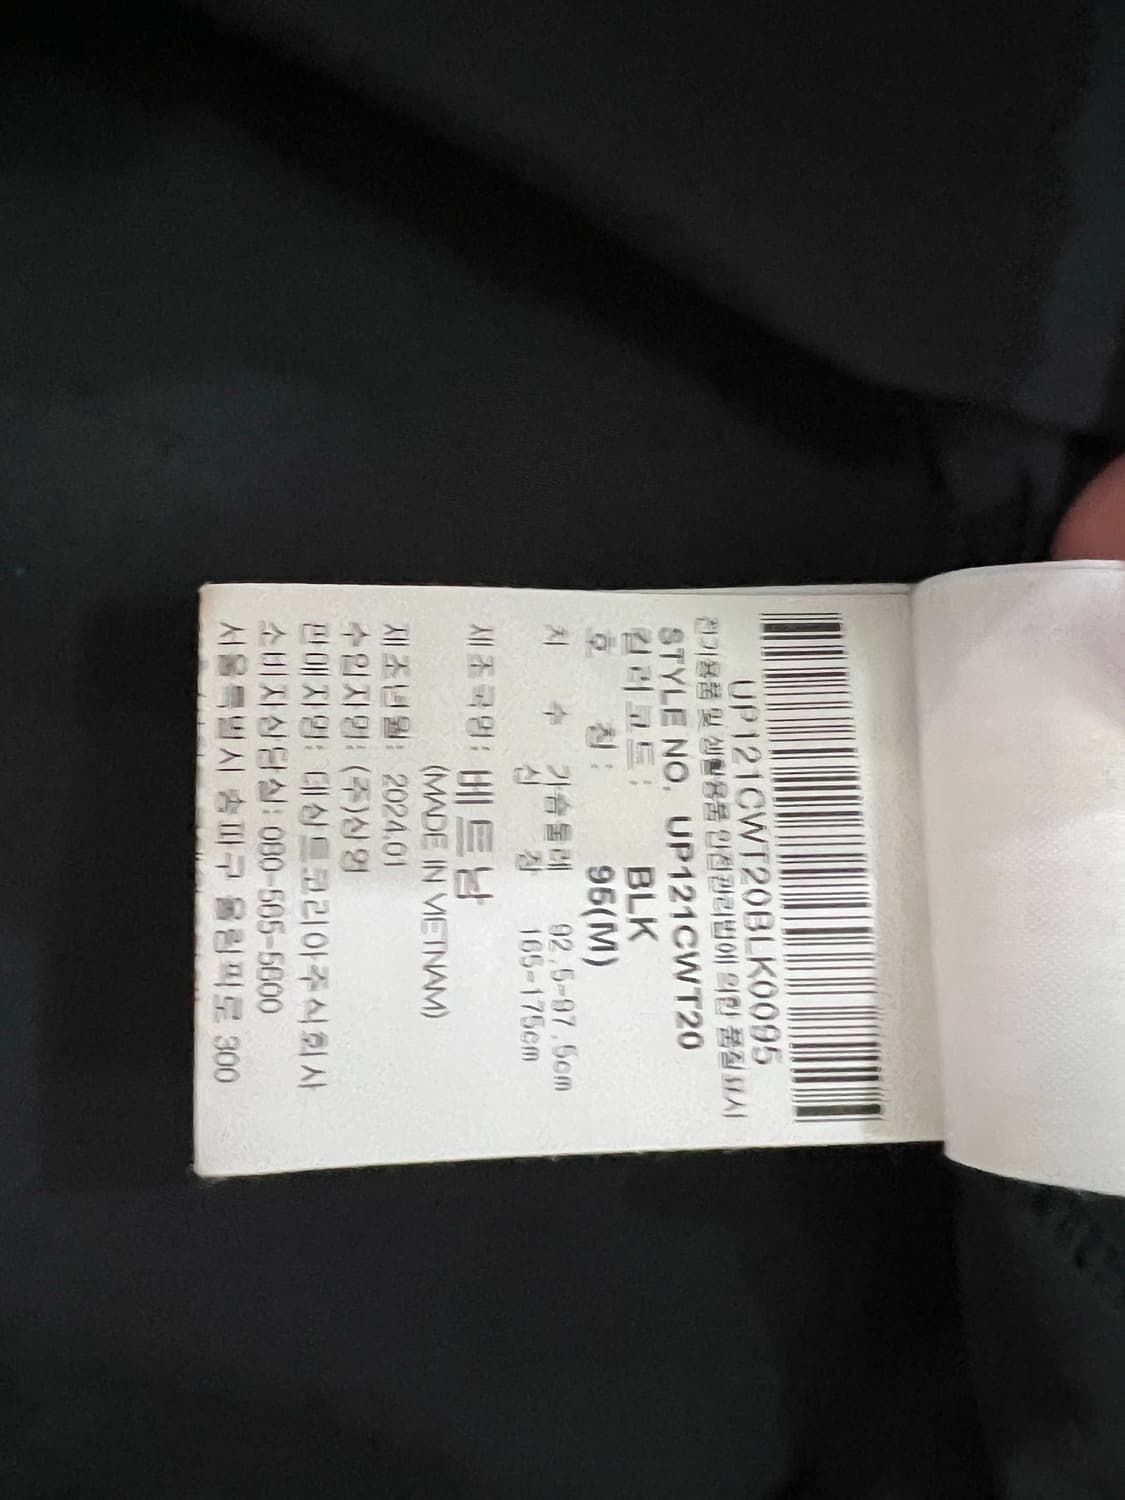 UP121CWT20BLK0095
전기용품 및 생활용품 안전관리법에 의한 품질표시
STYLE NO. UP121CWT20
컬러코드: BLK
호 칭: 95(M)
치 수 가슴둘레 92.5-97.5cm
신 장 165-175cm
제조국명: 베트남
(MADE IN VIETNAM)
제조년월: 2024.01
수입자명: (주)신영
판매자명: 데상트코리아주식회사
소비자상담실: 080-505-5800
서울특별시 송파구 올림픽로 300